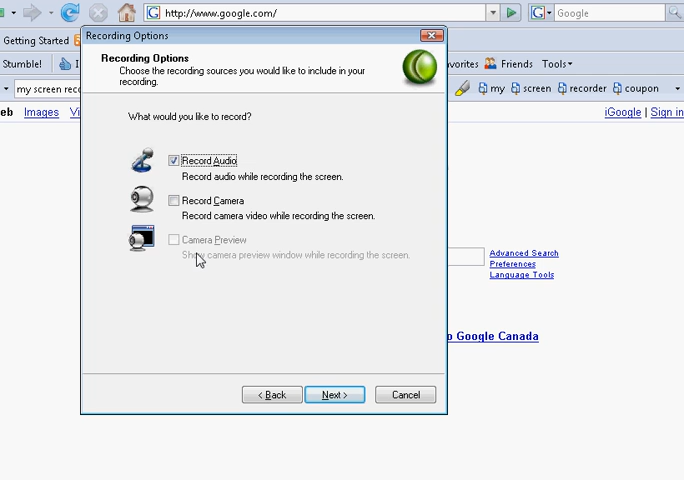 http://www.google.com/
Google
Getting Started
Stumble!
Friends
Tools
my screen rec
my
screen
recorder
coupon
Images
iGoogle | Sign in
Recording Options
Recording Options
Choose the recording sources you would like to include in your
recording.
What would you like to record?
Record Audio
Record audio while recording the screen.
Record Camera
Record camera video while recording the screen.
Camera Preview
Show camera preview window while recording the screen.
Advanced Search
Preferences
Language Tools
o Google Canada
< Back
Next >
Cancel